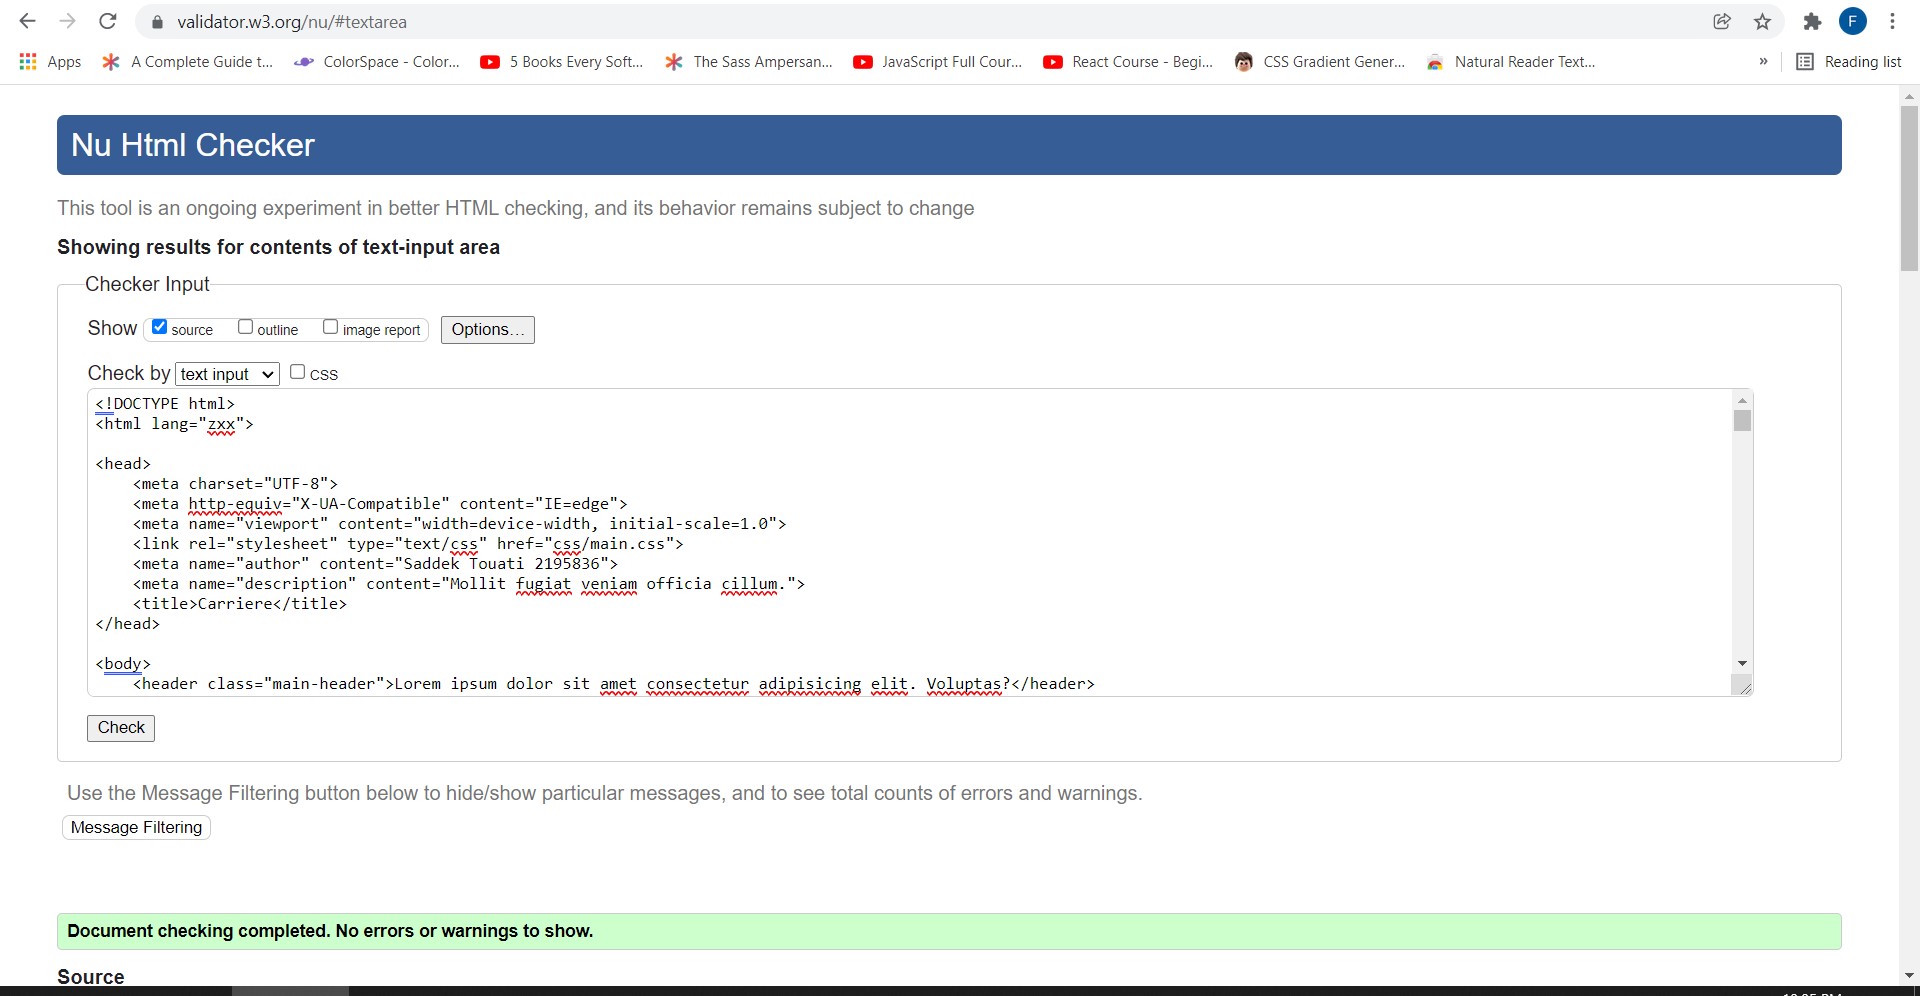 validator.w3.org/nu/#textarea
F
Apps A Complete Guide t... ColorSpace - Color... 5 Books Every Soft... The Sass Ampersan... JavaScript Full Cour... React Course - Begi... CSS Gradient Gener... Natural Reader Text... » Reading list
Nu Html Checker
This tool is an ongoing experiment in better HTML checking, and its behavior remains subject to change
Showing results for contents of text-input area
Checker Input
Show source outline image report Options...
Check by text input CSS
<!DOCTYPE html>
<html lang="zxx">
<head>
<meta charset="UTF-8">
<meta http-equiv="X-UA-Compatible" content="IE=edge">
<meta name="viewport" content="width=device-width, initial-scale=1.0">
<link rel="stylesheet" type="text/css" href="css/main.css">
<meta name="author" content="Saddek Touati 2195836">
<meta name="description" content="Mollit fugiat veniam officia cillum.">
<title>Carriere</title>
</head>
<body>
<header class="main-header">Lorem ipsum dolor sit amet consectetur adipisicing elit. Voluptas?</header>
Check
Use the Message Filtering button below to hide/show particular messages, and to see total counts of errors and warnings.
Message Filtering
Document checking completed. No errors or warnings to show.
Source